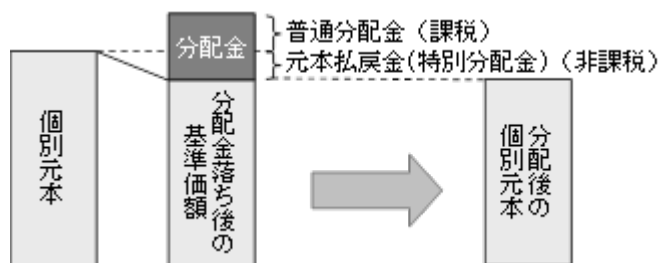 分配金
普通分配金（課税）
元本払戻金(特別分配金)（非課税）
個別元本
分配金落ち後の
基準価額
分配後の
個別元本